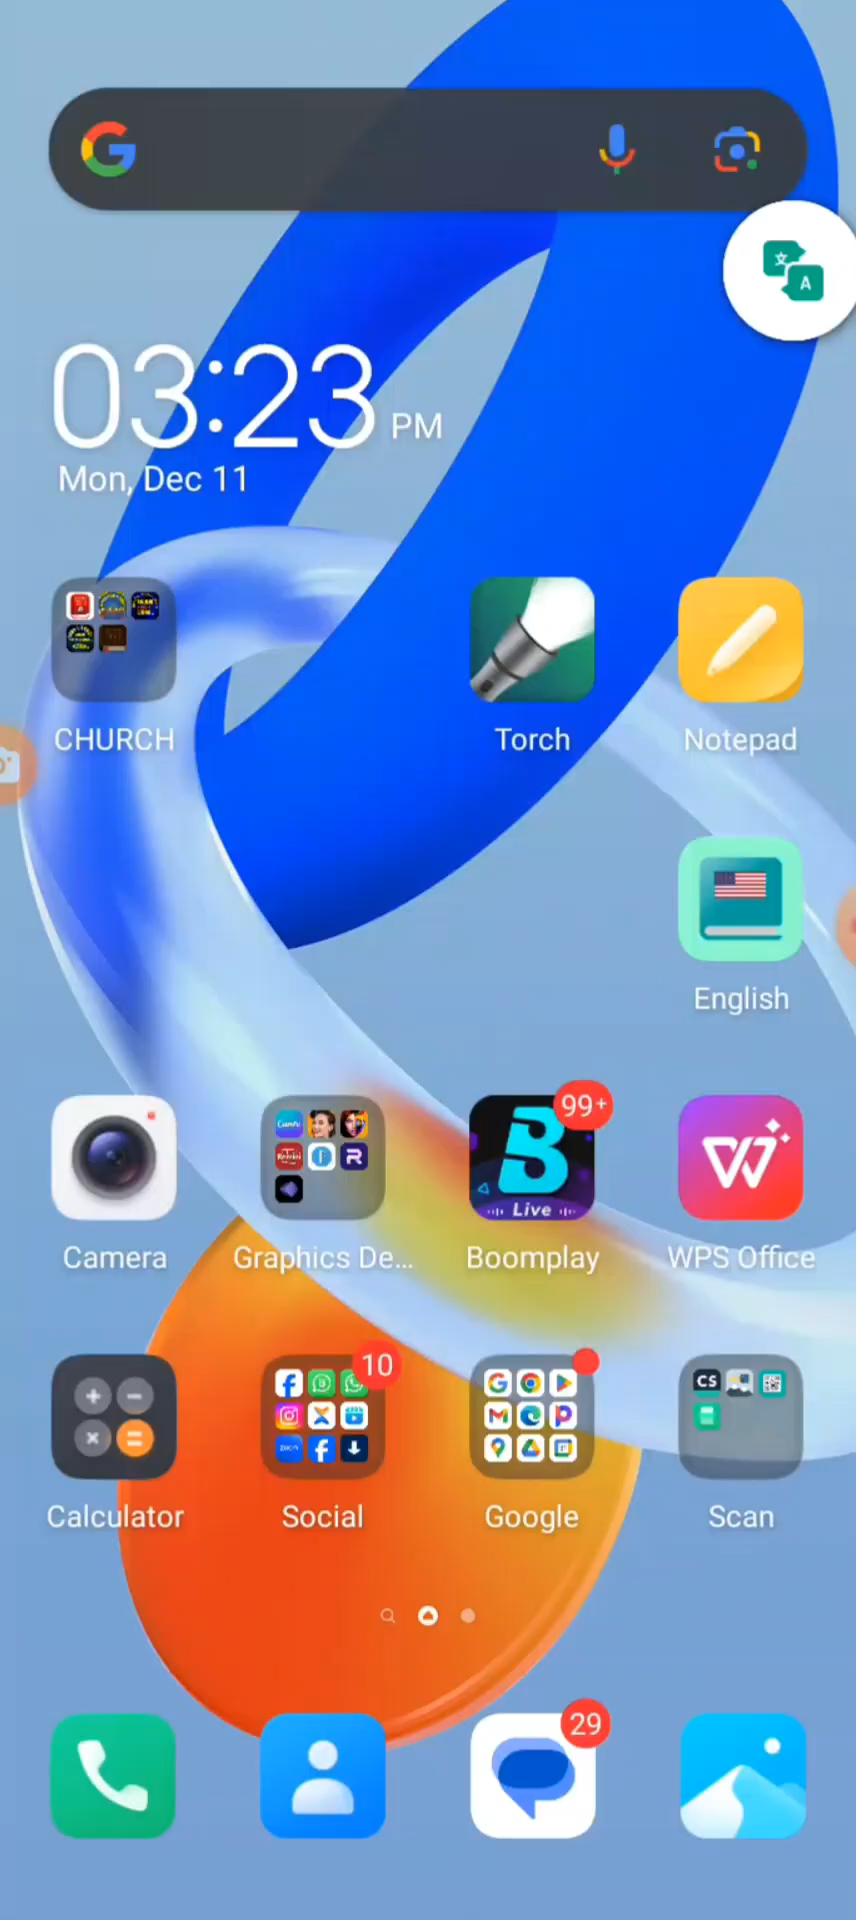 03:23 PM
Mon, Dec 11
CHURCH
Torch
Notepad
English
99+
Live
Camera
Graphics De...
Boomplay
WPS Office
10
CS
Calculator
Social
Google
Scan
29